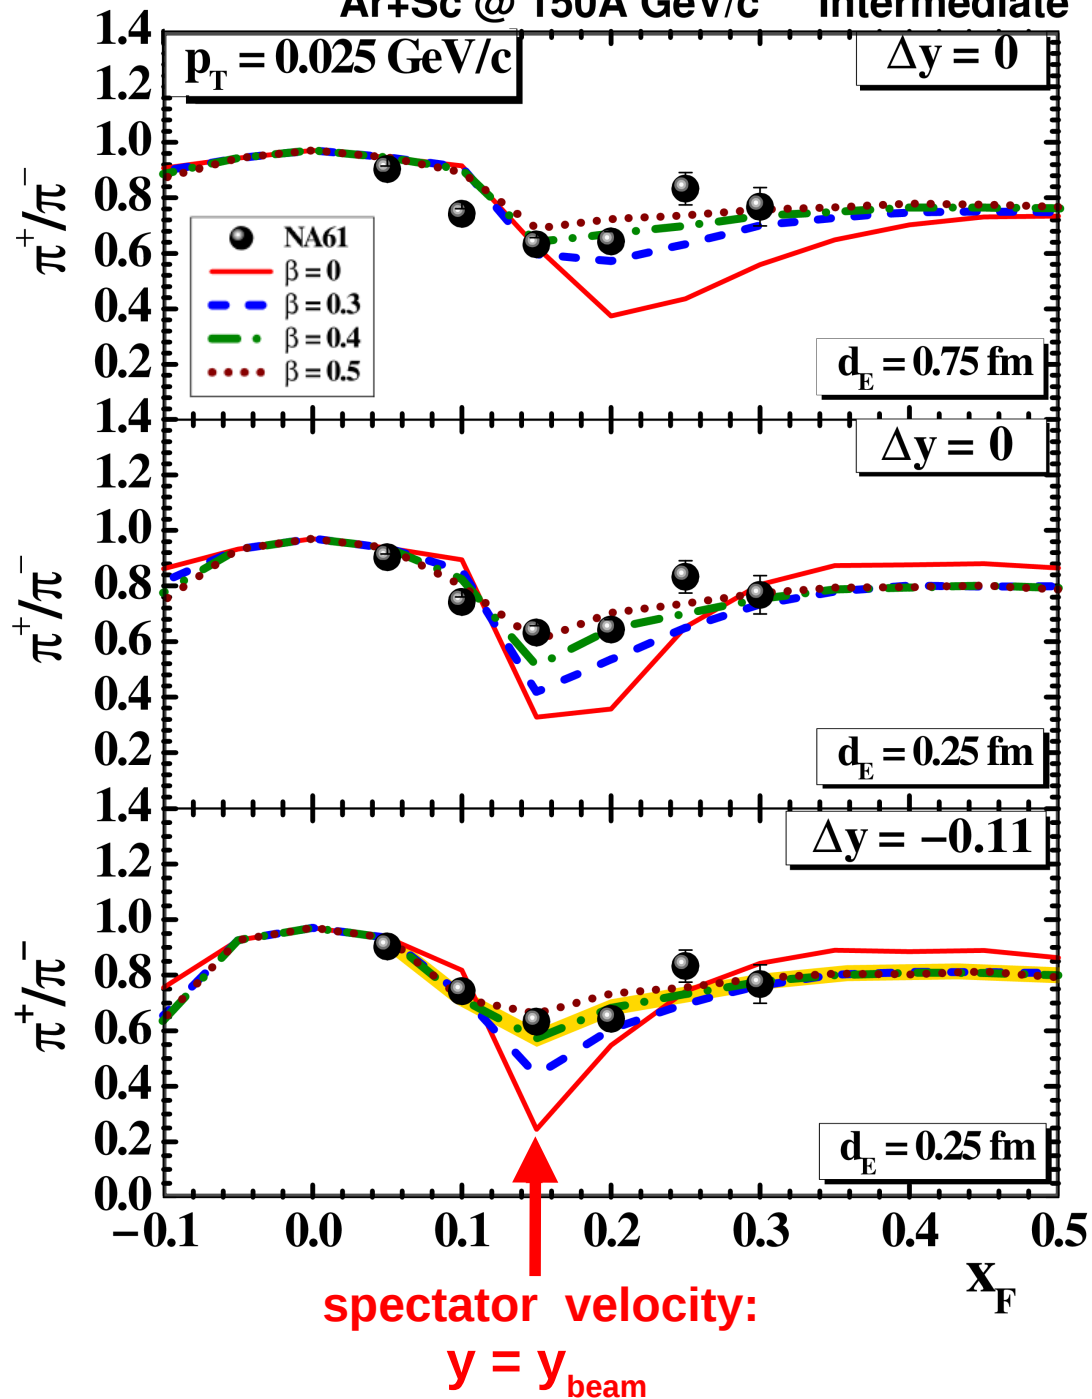 Ar+Sc @ 150A GeV/c Intermediate
1.4
p_T = 0.025 GeV/c
Δy = 0
1.2
1.0
0.8
0.6
0.4
0.2
π⁺/π⁻
NA61
β = 0
β = 0.3
β = 0.4
β = 0.5
d_E = 0.75 fm
1.4
Δy = 0
1.2
1.0
0.8
0.6
0.4
0.2
π⁺/π⁻
d_E = 0.25 fm
1.4
Δy = −0.11
1.2
1.0
0.8
0.6
0.4
0.2
0.0
π⁺/π⁻
d_E = 0.25 fm
−0.1 0.0 0.1 0.2 0.3 0.4 0.5
x_F
spectator velocity:
y = y_beam